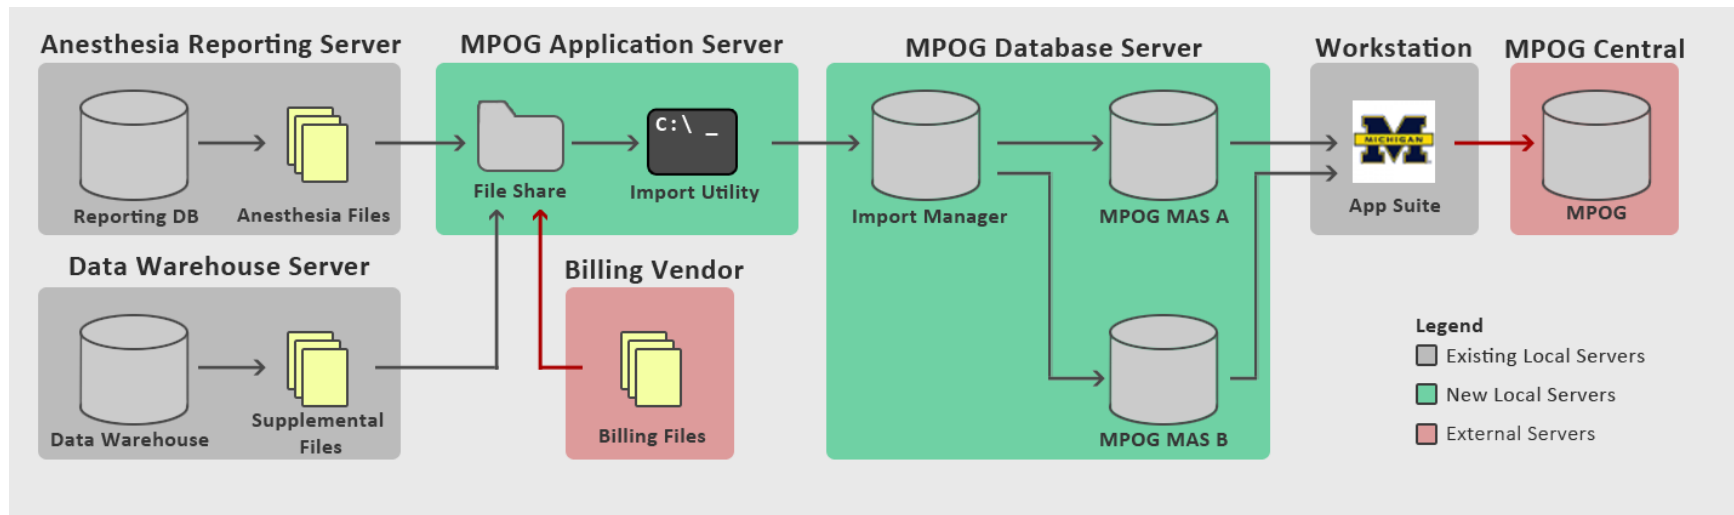 Anesthesia Reporting Server
MPOG Application Server
MPOG Database Server
Workstation
MPOG Central
C:\ _
MICHIGAN
File Share
Import Utility
Reporting DB
Anesthesia Files
Import Manager
MPOG MAS A
App Suite
MPOG
Data Warehouse Server
Billing Vendor
Data Warehouse
Supplemental
Files
Billing Files
MPOG MAS B
Legend
Existing Local Servers
New Local Servers
External Servers